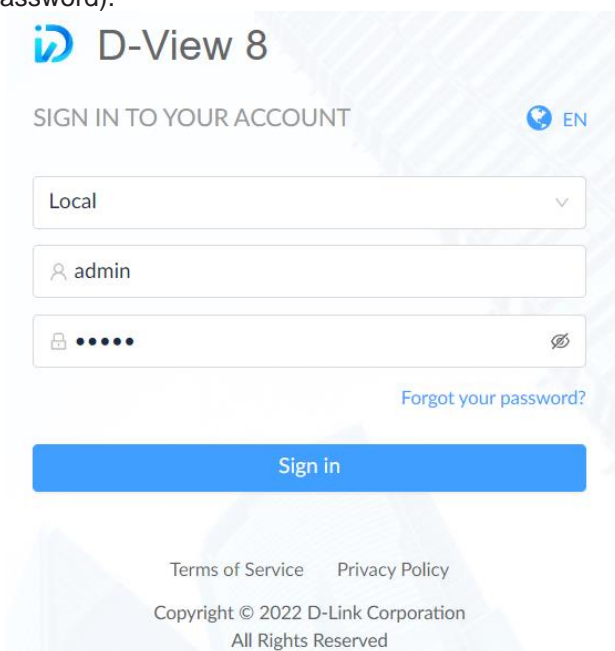 assword).
D-View 8
SIGN IN TO YOUR ACCOUNT EN
Local
admin
•••••
Forgot your password?
Sign in
Terms of Service Privacy Policy
Copyright © 2022 D-Link Corporation
All Rights Reserved